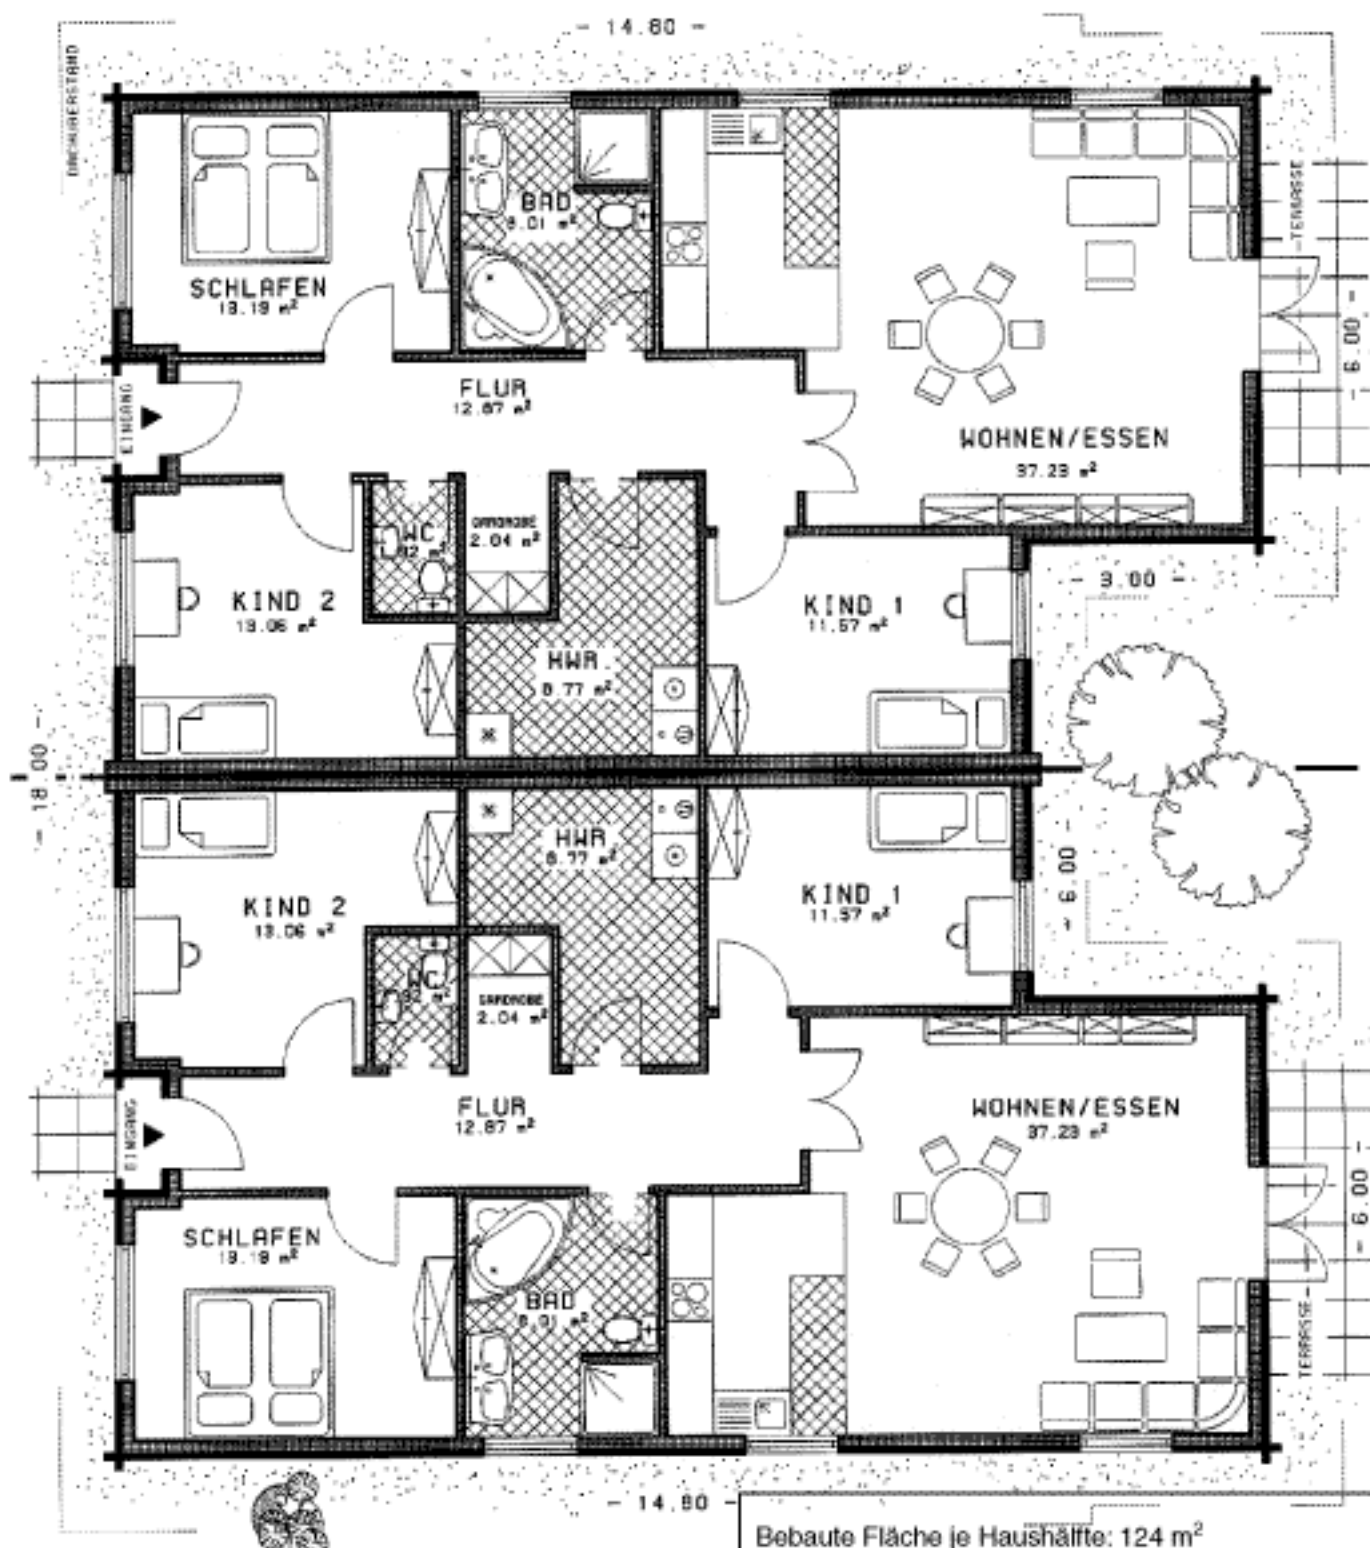 - 14.80 -
DACHÜBERSTAND
BAD
8.01 m²
TERRASSE
SCHLAFEN
13.19 m²
- 6.00 -
FLUR
12.87 m²
EINGANG
WOHNEN/ESSEN
37.23 m²
WC
GARDROBE
2.04 m²
- 3.00 -
KIND 2
13.06 m²
KIND 1
11.57 m²
HWR
8.77 m²
- 18.00 -
HWR
8.77 m²
- 6.00 -
KIND 2
13.06 m²
KIND 1
11.57 m²
WC
GARDROBE
2.04 m²
FLUR
12.87 m²
WOHNEN/ESSEN
37.23 m²
EINGANG
- 6.00 -
SCHLAFEN
13.19 m²
BAD
8.01 m²
TERRASSE
- 14.80 -
Bebaute Fläche je Haushälfte: 124 m²